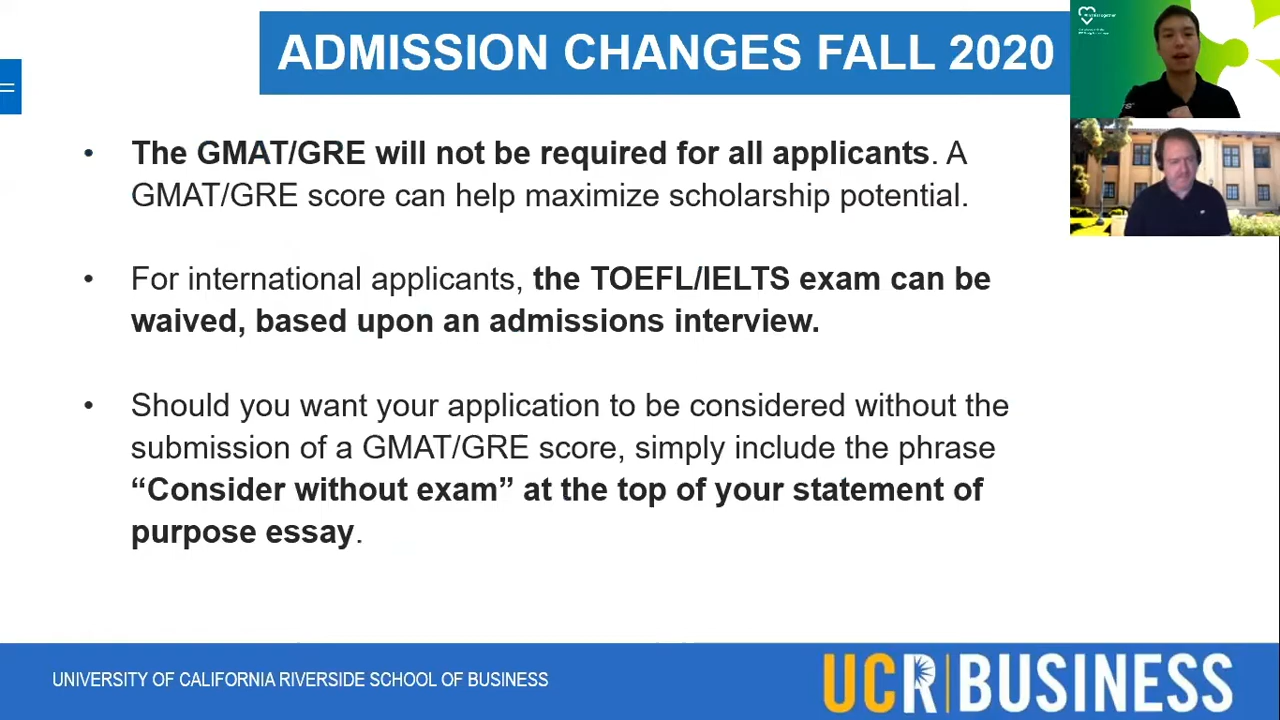 ADMISSION CHANGES FALL 2020
• The GMAT/GRE will not be required for all applicants. A
GMAT/GRE score can help maximize scholarship potential.
• For international applicants, the TOEFL/IELTS exam can be
waived, based upon an admissions interview.
• Should you want your application to be considered without the
submission of a GMAT/GRE score, simply include the phrase
“Consider without exam” at the top of your statement of
purpose essay.
UNIVERSITY OF CALIFORNIA RIVERSIDE SCHOOL OF BUSINESS
UCR BUSINESS